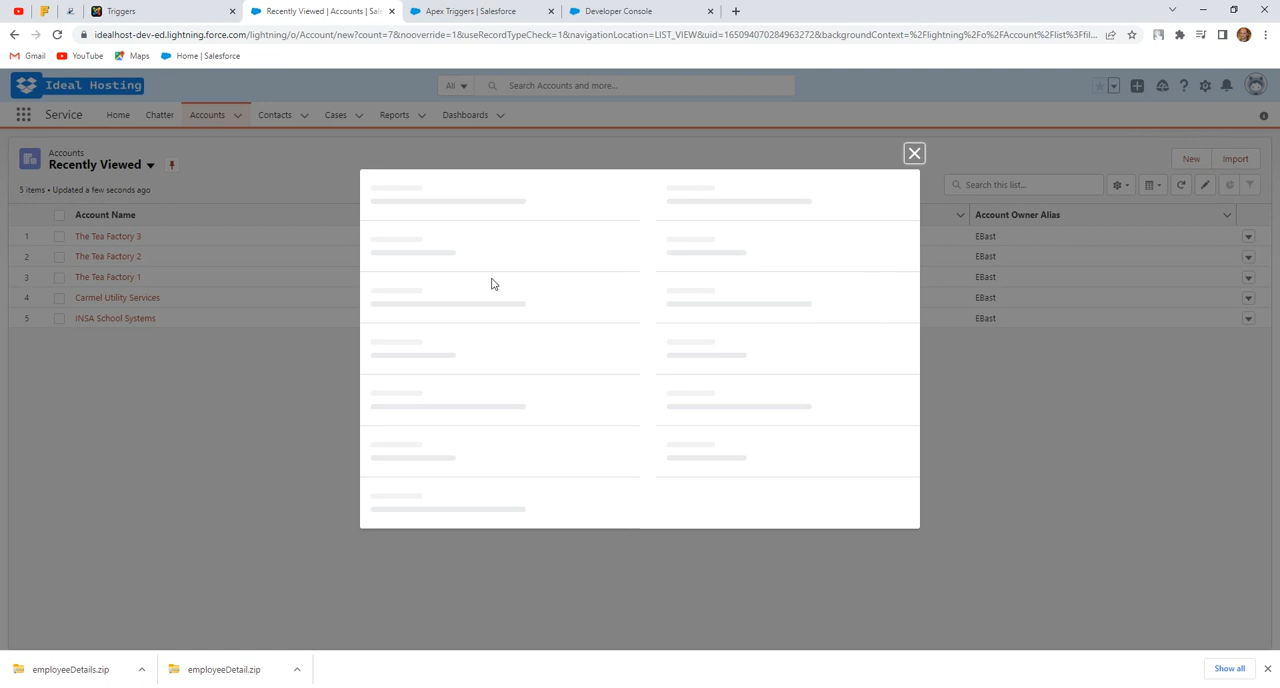 Triggers
Recently Viewed | Accounts | Sale
Apex Triggers | Salesforce
Developer Console
idealhost-dev-ed.lightning.force.com/lightning/o/Account/new?count=7&nooverride=1&useRecordTypeCheck=1&navigationLocation=LIST_VIEW&uid=165094070284963272&backgroundContext=%2Flightning%2Fo%2FAccount%2Flist%3Ffil...
Gmail
YouTube
Maps
Home | Salesforce
Ideal Hosting
All
Search Accounts and more...
Service
Home
Chatter
Accounts
Contacts
Cases
Reports
Dashboards
Accounts
Recently Viewed
New
Import
5 items • Updated a few seconds ago
Search this list...
Account Name
Account Owner Alias
1 The Tea Factory 3 EBast
2 The Tea Factory 2 EBast
3 The Tea Factory 1 EBast
4 Carmel Utility Services EBast
5 INSA School Systems EBast
employeeDetails.zip
employeeDetail.zip
Show all